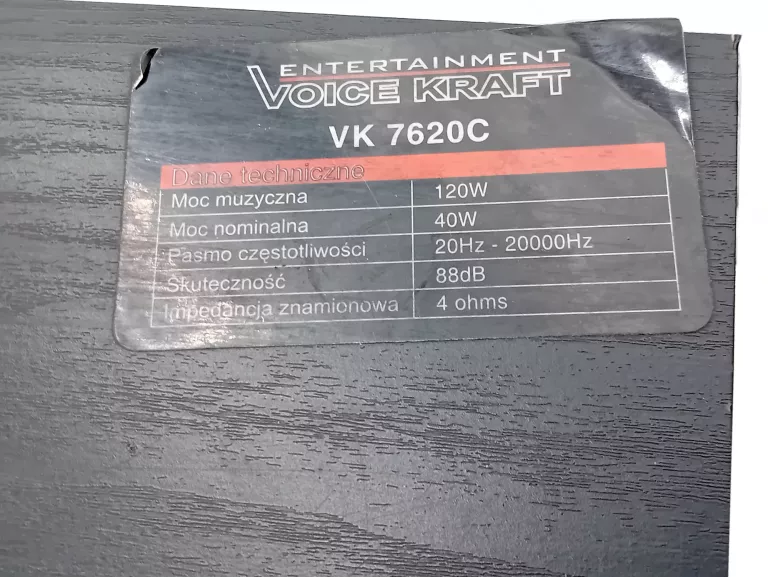 ENTERTAINMENT
VOICE KRAFT
VK 7620C
Dane techniczne
Moc muzyczna 120W
Moc nominalna 40W
Pasmo częstotliwości 20Hz - 20000Hz
Skuteczność 88dB
Impedancja znamionowa 4 ohms